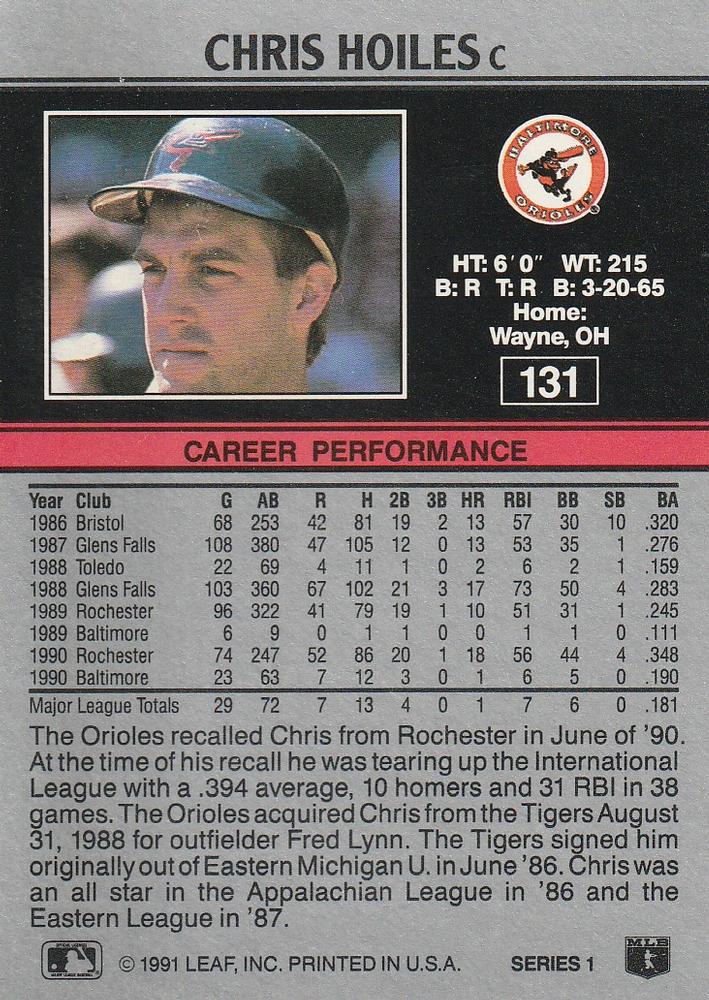 CHRIS HOILES C
BALTIMORE
ORIOLES
HT: 6'0" WT: 215
B: R T: R B: 3-20-65
Home:
Wayne, OH
131
CAREER PERFORMANCE
Year Club G AB R H 2B 3B HR RBI BB SB BA
1986 Bristol 68 253 42 81 19 2 13 57 30 10 .320
1987 Glens Falls 108 380 47 105 12 0 13 53 35 1 .276
1988 Toledo 22 69 4 11 1 0 2 6 2 1 .159
1988 Glens Falls 103 360 67 102 21 3 17 73 50 4 .283
1989 Rochester 96 322 41 79 19 1 10 51 31 1 .245
1989 Baltimore 6 9 0 1 1 0 0 1 1 0 .111
1990 Rochester 74 247 52 86 20 1 18 56 44 4 .348
1990 Baltimore 23 63 7 12 3 0 1 6 5 0 .190
Major League Totals 29 72 7 13 4 0 1 7 6 0 .181
The Orioles recalled Chris from Rochester in June of '90.
At the time of his recall he was tearing up the International
League with a .394 average, 10 homers and 31 RBI in 38
games. The Orioles acquired Chris from the Tigers August
31, 1988 for outfielder Fred Lynn. The Tigers signed him
originally out of Eastern Michigan U. in June '86. Chris was
an all star in the Appalachian League in '86 and the
Eastern League in '87.
© 1991 LEAF, INC. PRINTED IN U.S.A. SERIES 1
MLB